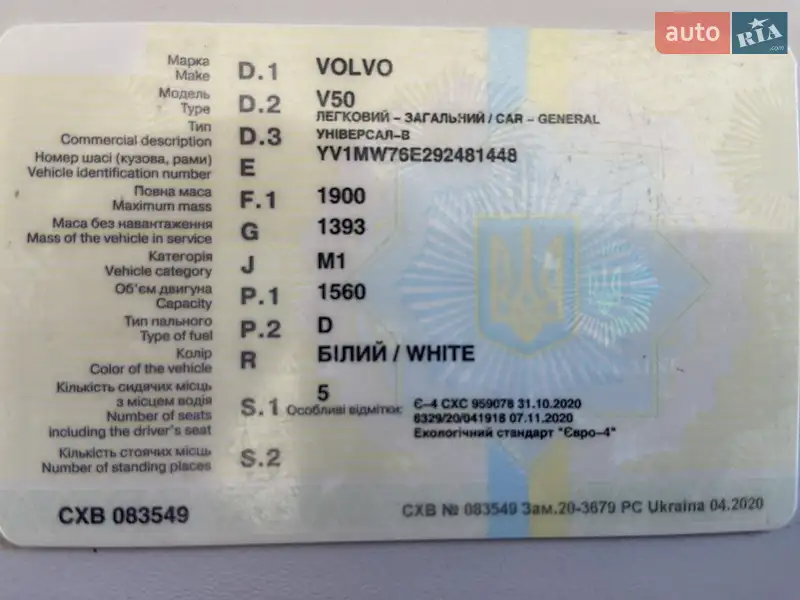 auto RIA.com
Марка
Make D.1 VOLVO
Модель
Type D.2 V50
ЛЕГКОВИЙ – ЗАГАЛЬНИЙ / CAR – GENERAL
Тип
Commercial description D.3 УНІВЕРСАЛ–В
Номер шасі (кузова, рами)
Vehicle identification number E YV1MW76E292481448
Повна маса
Maximum mass F.1 1900
Маса без навантаження
Mass of the vehicle in service G 1393
Категорія
Vehicle category J M1
Об'єм двигуна
Capacity P.1 1560
Тип пального
Type of fuel P.2 D
Колір
Color of the vehicle R БІЛИЙ / WHITE
Кількість сидячих місць
з місцем водія
Number of seats
including the driver's seat S.1 5
Особливі відмітки: Є–4 СХС 959078 31.10.2020
6329/20/041918 07.11.2020
Екологічний стандарт "Євро–4"
Кількість стоячих місць
Number of standing places S.2
СХВ 083549
СХВ № 083549 Зам.20-3679 РС Ukraina 04.2020